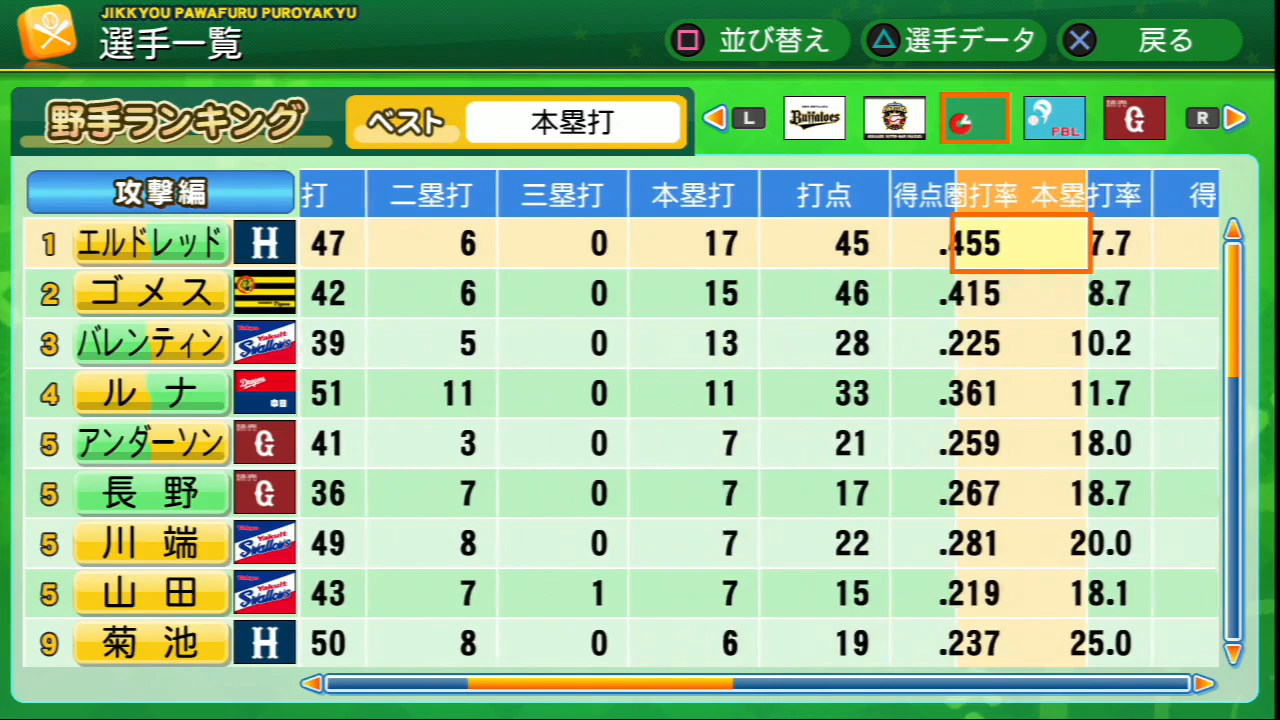 JIKKYOU PAWAFURU PUROYAKYU
選手一覧
並び替え 選手データ 戻る
野手ランキング ベスト 本塁打 L Buffaloes PBL G R
攻撃編 打 二塁打 三塁打 本塁打 打点 得点圏打率 本塁打率 得
1 エルドレッド H 47 6 0 17 45 .455 7.7
2 ゴメス 42 6 0 15 46 .415 8.7
3 バレンティン Yakult Swallows 39 5 0 13 28 .225 10.2
4 ルナ Dragons 51 11 0 11 33 .361 11.7
5 アンダーソン G 41 3 0 7 21 .259 18.0
5 長野 G 36 7 0 7 17 .267 18.7
5 川端 Yakult Swallows 49 8 0 7 22 .281 20.0
5 山田 Yakult Swallows 43 7 1 7 15 .219 18.1
9 菊池 H 50 8 0 6 19 .237 25.0